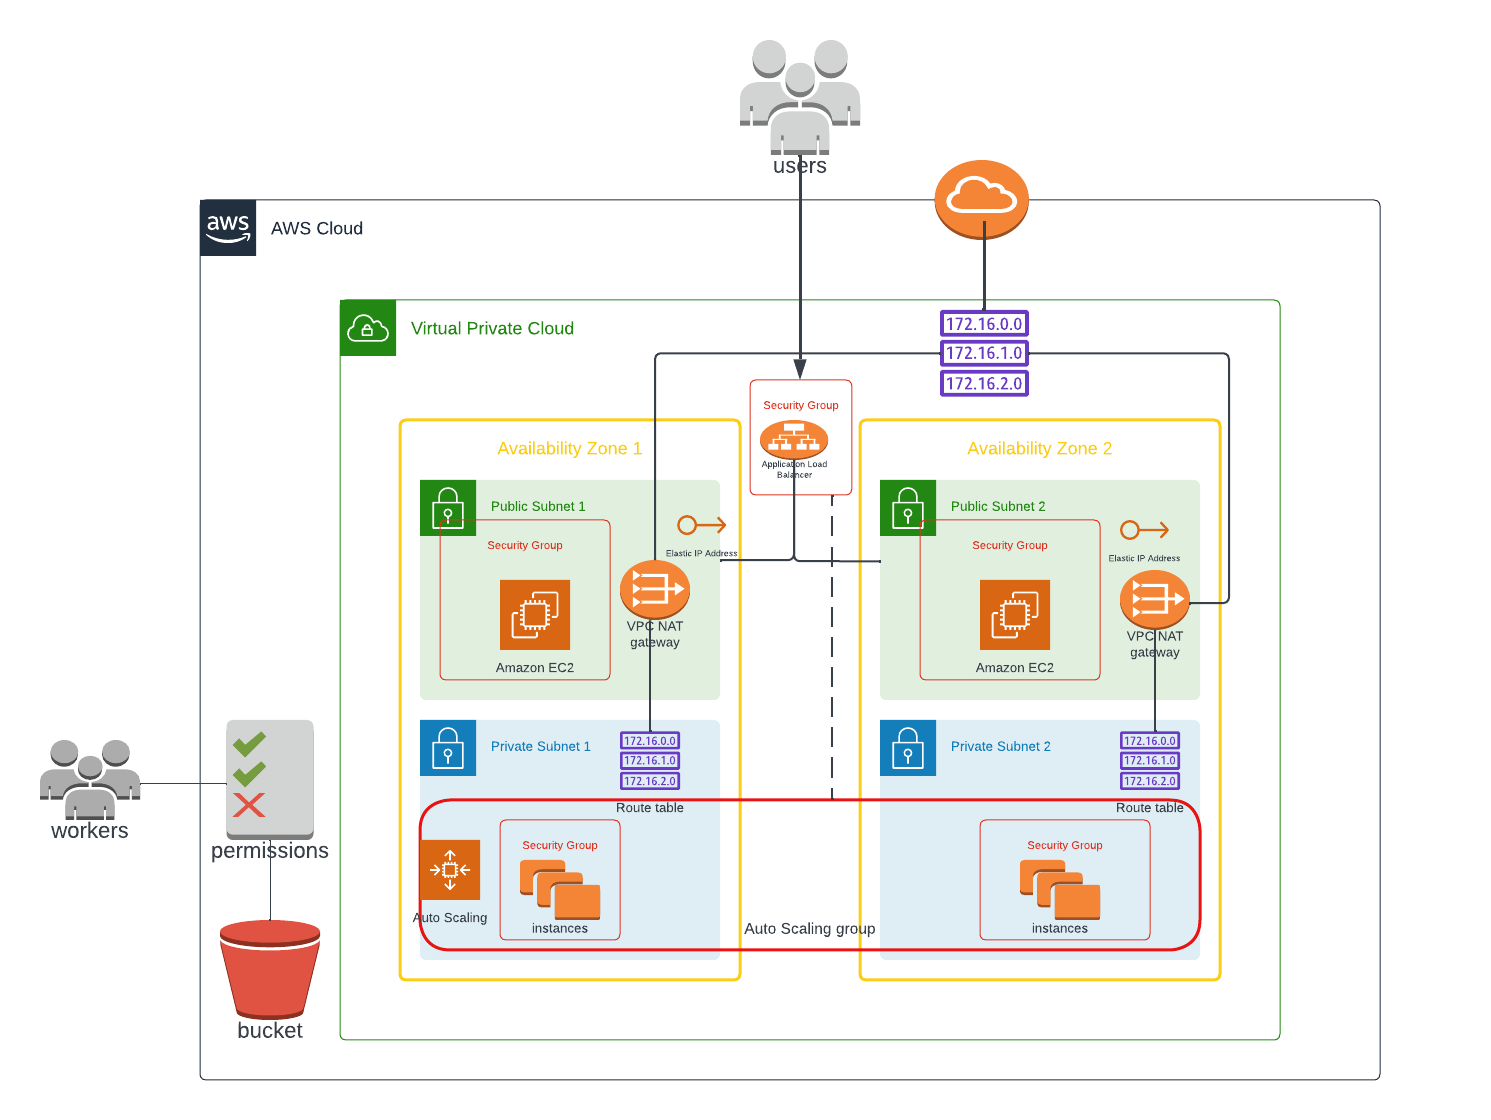 users
aws
AWS Cloud
Virtual Private Cloud
172.16.0.0
172.16.1.0
172.16.2.0
Security Group
Application Load
Balancer
Availability Zone 1
Public Subnet 1
Security Group
Amazon EC2
Elastic IP Address
VPC NAT
gateway
Private Subnet 1
172.16.0.0
172.16.1.0
172.16.2.0
Route table
Auto Scaling
Security Group
instances
Auto Scaling group
Availability Zone 2
Public Subnet 2
Security Group
Amazon EC2
Elastic IP Address
VPC NAT
gateway
Private Subnet 2
172.16.0.0
172.16.1.0
172.16.2.0
Route table
Security Group
instances
workers
permissions
bucket